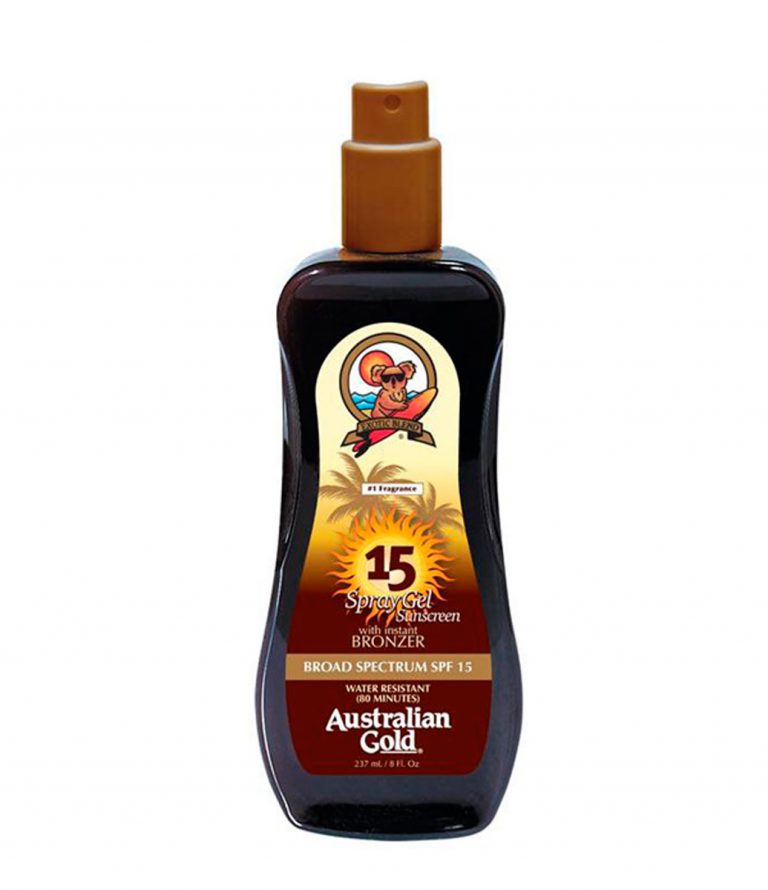 EXOTIC BLEND
®
#1 Fragrance
15
Spray Gel
Sunscreen
with instant
BRONZER
BROAD SPECTRUM SPF 15
WATER RESISTANT
(80 MINUTES)
Australian
Gold®
237 mL / 8 Fl. Oz